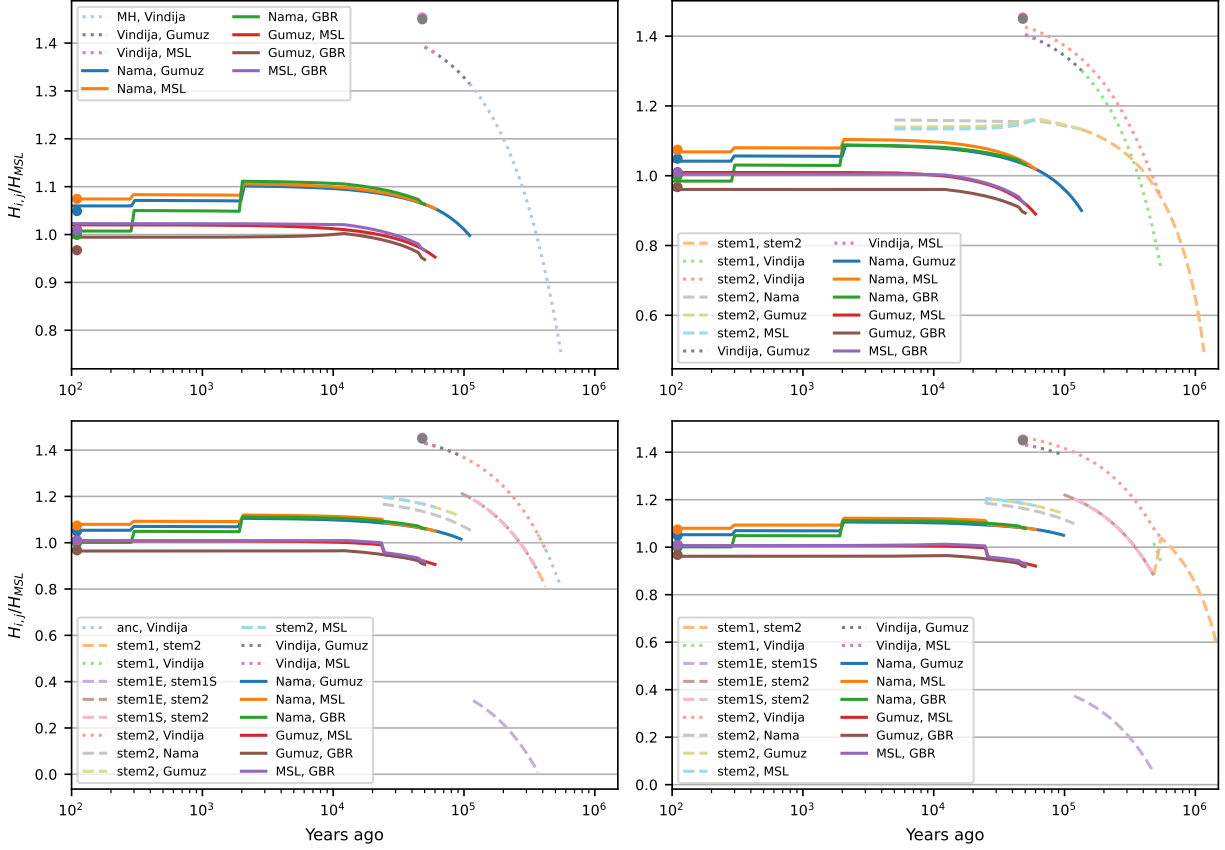 H_{i,j}/H_{MSL}
1.4
1.3
1.2
1.1
1.0
0.9
0.8
MH, Vindija
Vindija, Gumuz
Vindija, MSL
Nama, Gumuz
Nama, MSL
Nama, GBR
Gumuz, MSL
Gumuz, GBR
MSL, GBR
10^2
10^3
10^4
10^5
10^6
1.4
1.2
1.0
0.8
0.6
stem1, stem2
stem1, Vindija
stem2, Vindija
stem2, Nama
stem2, Gumuz
stem2, MSL
Vindija, Gumuz
Vindija, MSL
Nama, Gumuz
Nama, MSL
Nama, GBR
Gumuz, MSL
Gumuz, GBR
MSL, GBR
10^2
10^3
10^4
10^5
10^6
H_{i,j}/H_{MSL}
1.4
1.2
1.0
0.8
0.6
0.4
0.2
0.0
anc, Vindija
stem1, stem2
stem1, Vindija
stem1E, stem1S
stem1E, stem2
stem1S, stem2
stem2, Vindija
stem2, Nama
stem2, Gumuz
stem2, MSL
Vindija, Gumuz
Vindija, MSL
Nama, Gumuz
Nama, MSL
Nama, GBR
Gumuz, MSL
Gumuz, GBR
MSL, GBR
10^2
10^3
10^4
10^5
10^6
Years ago
1.4
1.2
1.0
0.8
0.6
0.4
0.2
0.0
stem1, stem2
stem1, Vindija
stem1E, stem1S
stem1E, stem2
stem1S, stem2
stem2, Vindija
stem2, Nama
stem2, Gumuz
stem2, MSL
Vindija, Gumuz
Vindija, MSL
Nama, Gumuz
Nama, MSL
Nama, GBR
Gumuz, MSL
Gumuz, GBR
MSL, GBR
10^2
10^3
10^4
10^5
10^6
Years ago